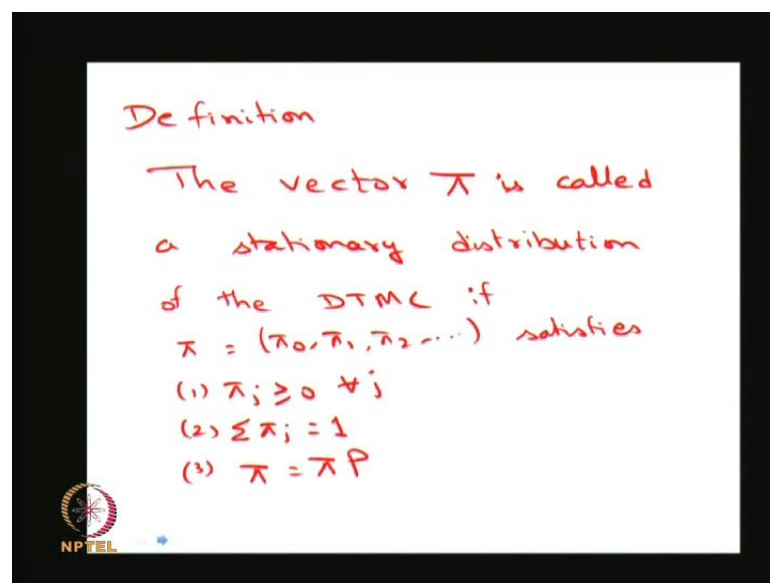 Definition
The vector π is called
a stationary distribution
of the DTMC if
π = (π₀, π₁, π₂ ....) satisfies
(1) πⱼ ≥ 0 ∀ j
(2) Σ πⱼ = 1
(3) π = π P
NPTEL